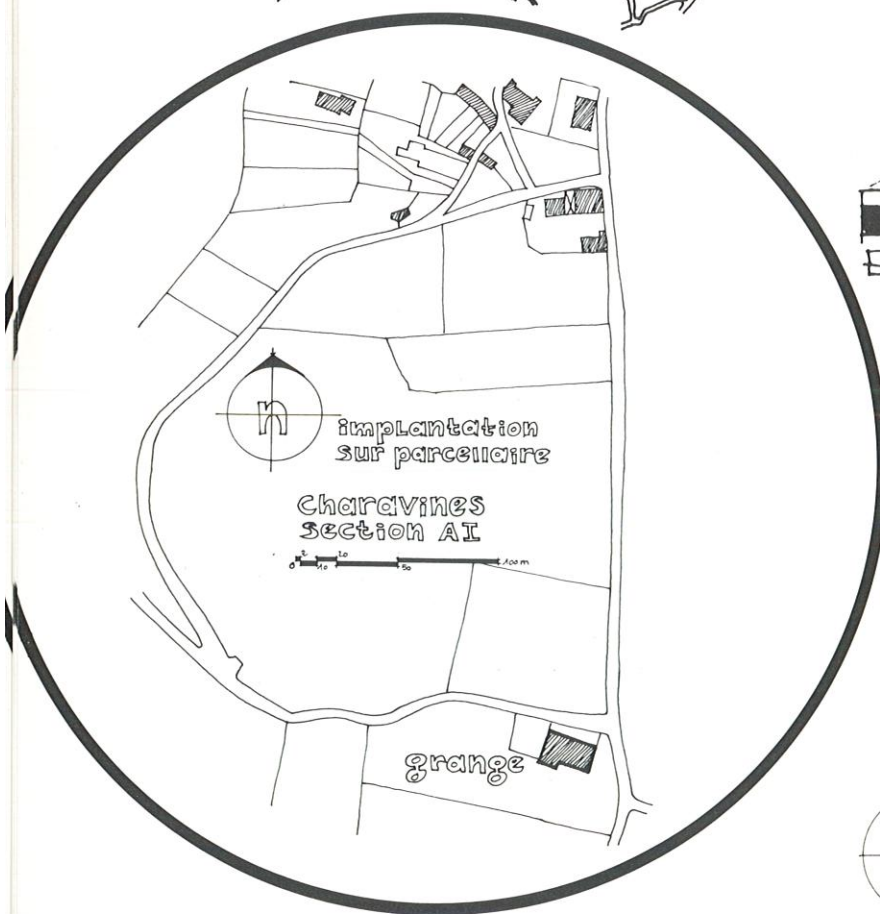 n
implantation
sur parcellaire
Charavines
section AI
0 2 10 20 50 100 m
grange